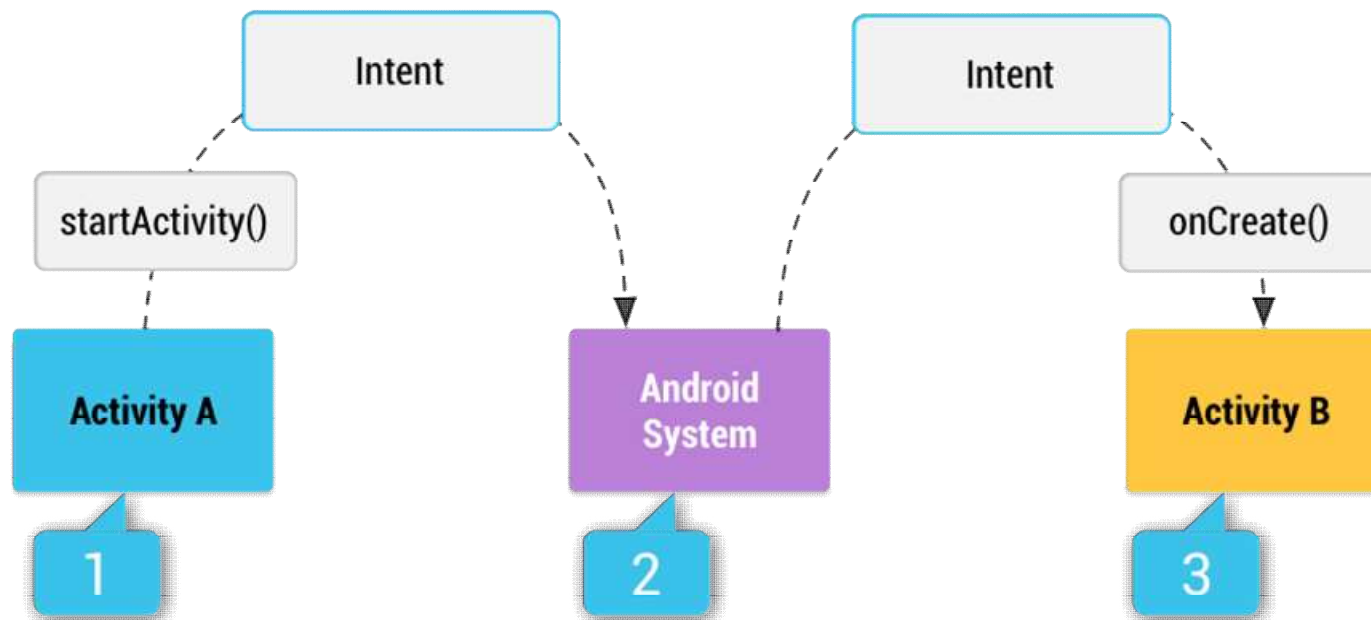 Intent
Intent
startActivity()
onCreate()
Activity A
Android
System
Activity B
1
2
3